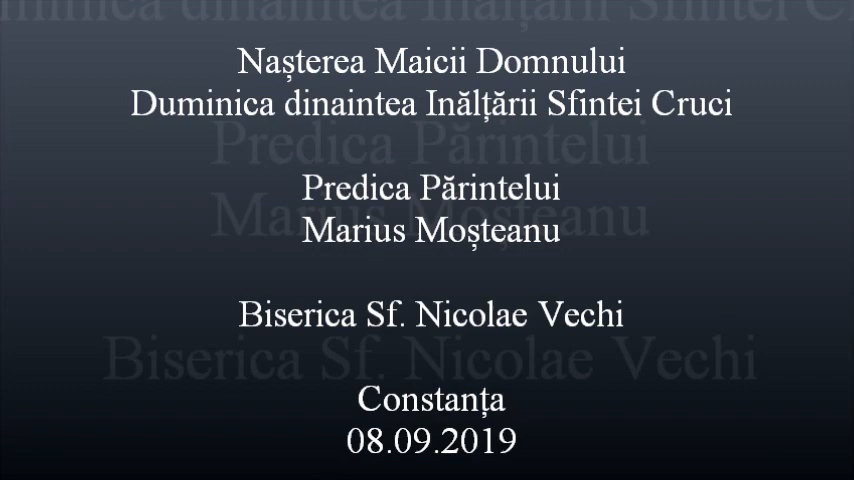 Nașterea Maicii Domnului
Duminica dinaintea Inălțării Sfintei Cruci
Predica Părintelui
Marius Moșteanu
Biserica Sf. Nicolae Vechi
Constanța
08.09.2019